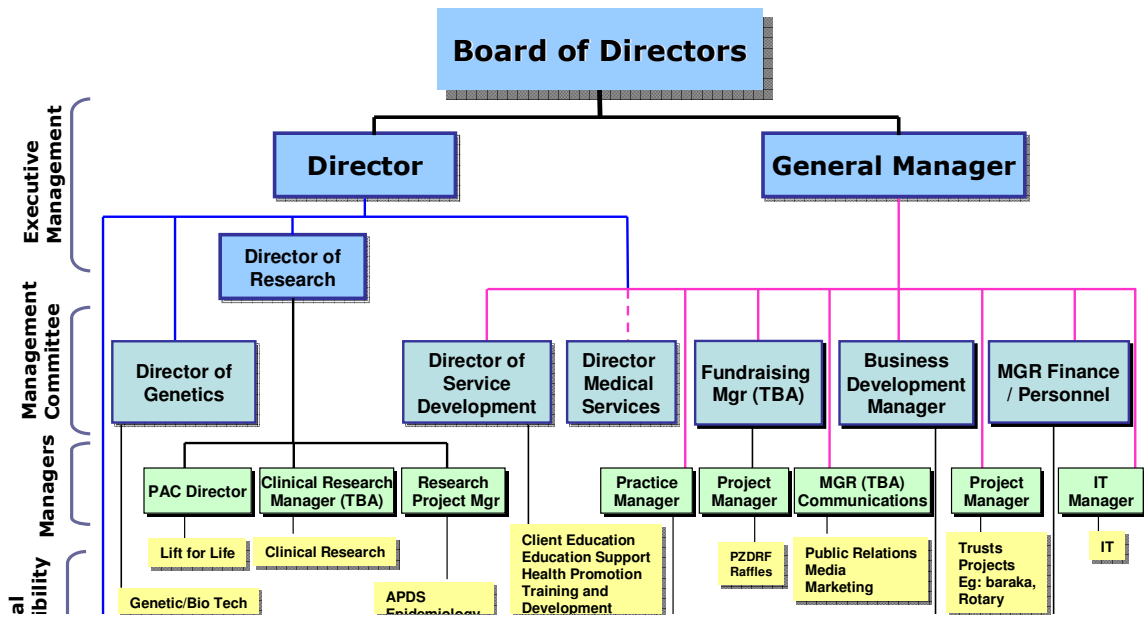 Board of Directors
Executive
Management
Director
General Manager
Director of
Research
Management
Committee
Director of
Genetics
Director of
Service
Development
Director
Medical
Services
Fundraising
Mgr (TBA)
Business
Development
Manager
MGR Finance
/ Personnel
Managers
PAC Director
Clinical Research
Manager (TBA)
Research
Project Mgr
Practice
Manager
Project
Manager
MGR (TBA)
Communications
Project
Manager
IT
Manager
Lift for Life
Clinical Research
Client Education
Education Support
Health Promotion
Training and
Development
PZDRF
Raffles
Public Relations
Media
Marketing
Trusts
Projects
Eg: baraka,
Rotary
IT
al
ibility
Genetic/Bio Tech
APDS
Epidemiology